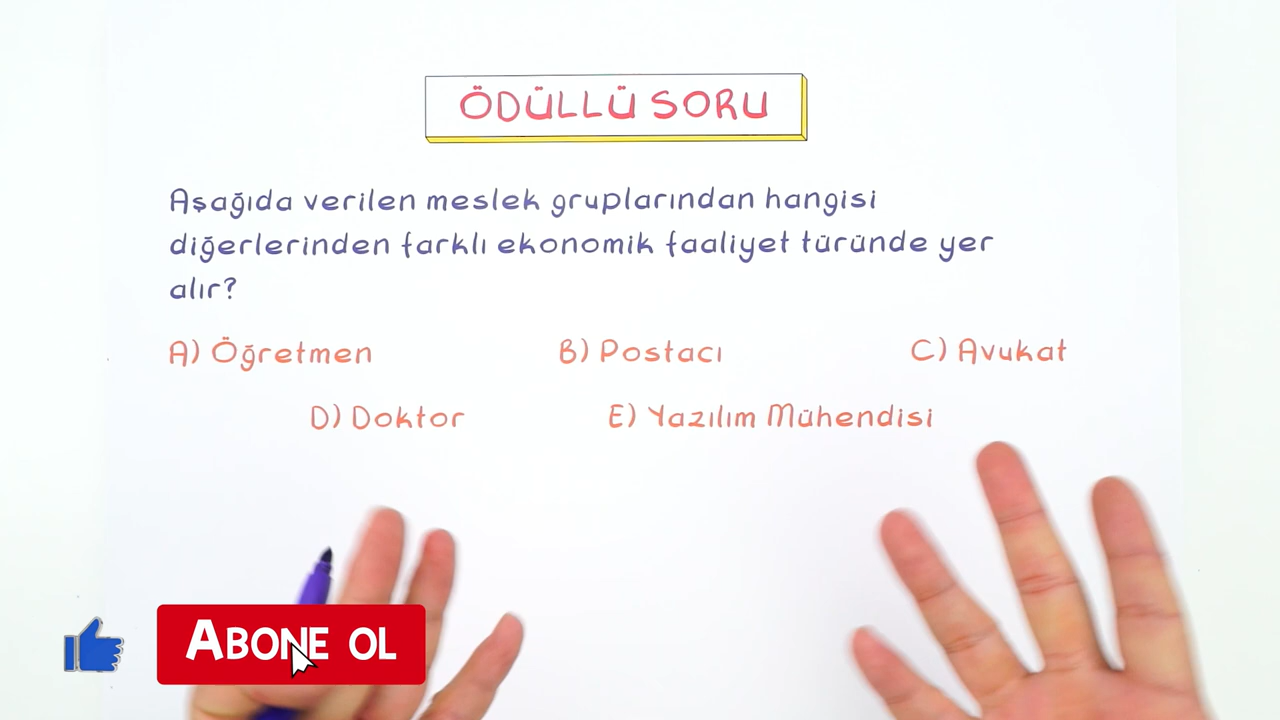 ÖDÜLLÜ SORU
Aşağıda verilen meslek gruplarından hangisi
diğerlerinden farklı ekonomik faaliyet türünde yer
alır?
A) Öğretmen B) Postacı C) Avukat
D) Doktor E) Yazılım Mühendisi
ABONE OL